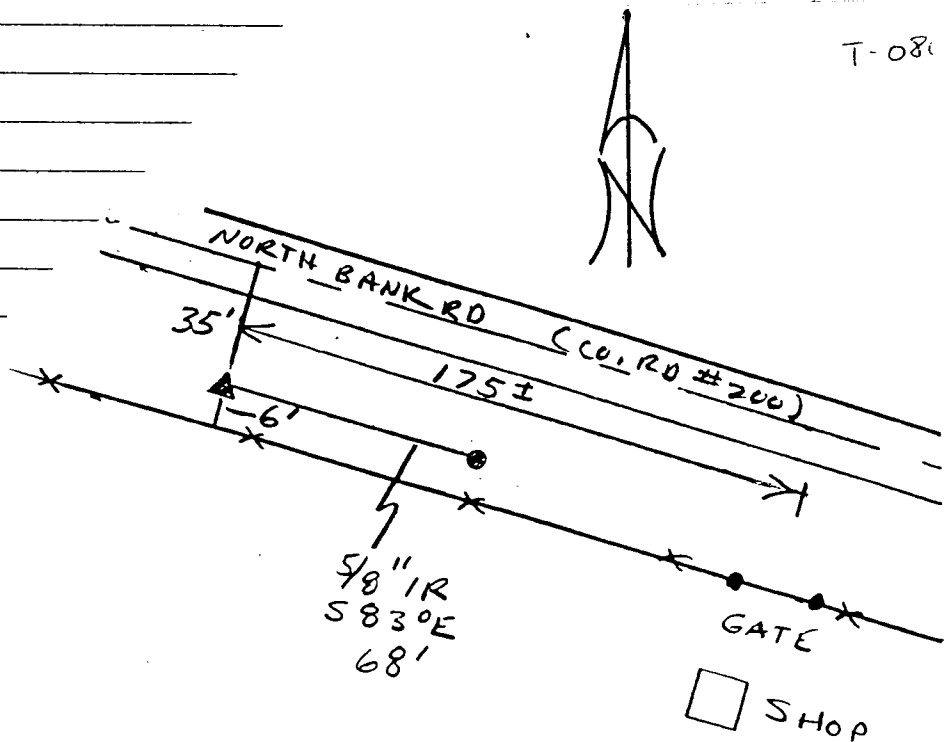 T-08
NORTH BANK RD (CO. RD #200)
35'
175±
6'
5/8" IR
S 83°E
68'
GATE
SHOP